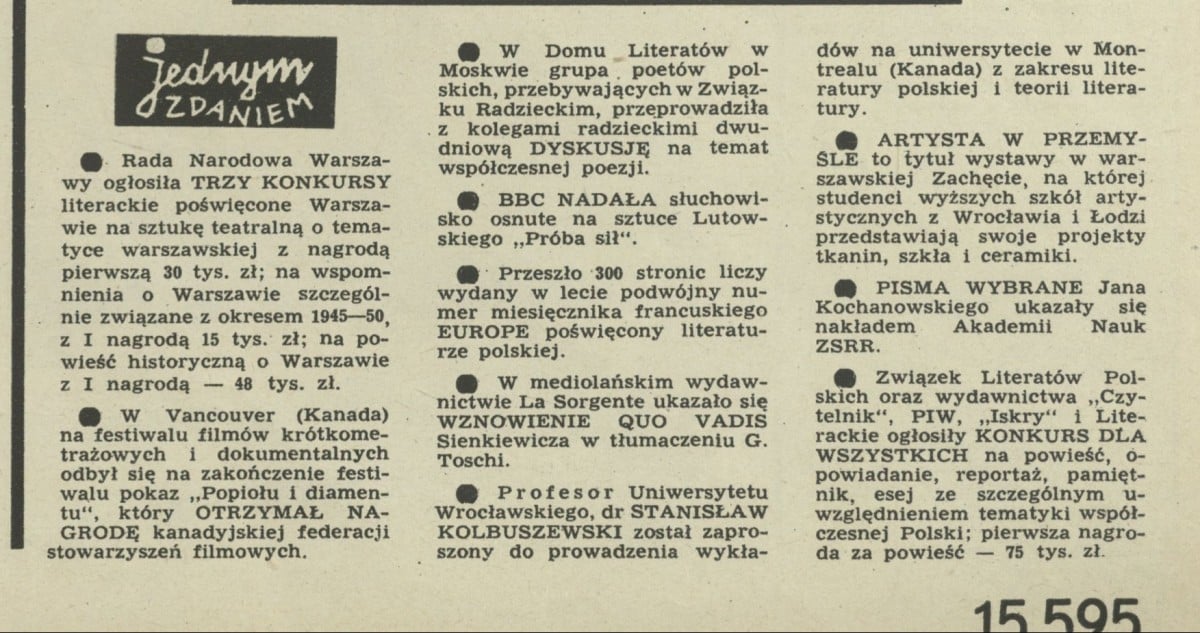 jednym
ZDANIEM
● Rada Narodowa Warsza-
wy ogłosiła TRZY KONKURSY
literackie poświęcone Warsza-
wie na sztukę teatralną o tema-
tyce warszawskiej z nagrodą
pierwszą 30 tys. zł; na wspom-
nienia o Warszawie szczegól-
nie związane z okresem 1945—50,
z I nagrodą 15 tys. zł; na po-
wieść historyczną o Warszawie
z I nagrodą — 48 tys. zł.
● W Vancouver (Kanada)
na festiwalu filmów krótkome-
trażowych i dokumentalnych
odbył się na zakończenie festi-
walu pokaz „Popiołu i diamen-
tu“, który OTRZYMAŁ NA-
GRODĘ kanadyjskiej federacji
stowarzyszeń filmowych.
● W Domu Literatów w
Moskwie grupa poetów pol-
skich, przebywających w Związ-
ku Radzieckim, przeprowadziła
z kolegami radzieckimi dwu-
dniową DYSKUSJĘ na temat
współczesnej poezji.
● BBC NADAŁA słuchowi-
sko osnute na sztuce Lutow-
skiego „Próba sił“.
● Przeszło 300 stronic liczy
wydany w lecie podwójny nu-
mer miesięcznika francuskiego
EUROPE poświęcony literatu-
rze polskiej.
● W mediolańskim wydaw-
nictwie La Sorgente ukazało się
WZNOWIENIE QUO VADIS
Sienkiewicza w tłumaczeniu G.
Toschi.
● Profesor Uniwersytetu
Wrocławskiego, dr STANISŁAW
KOLBUSZEWSKI został zapro-
szony do prowadzenia wykła-
dów na uniwersytecie w Mon-
trealu (Kanada) z zakresu lite-
ratury polskiej i teorii litera-
tury.
● ARTYSTA W PRZEMY-
ŚLE to tytuł wystawy w war-
szawskiej Zachęcie, na której
studenci wyższych szkół arty-
stycznych z Wrocławia i Łodzi
przedstawiają swoje projekty
tkanin, szkła i ceramiki.
● PISMA WYBRANE Jana
Kochanowskiego ukazały się
nakładem Akademii Nauk
ZSRR.
● Związek Literatów Pol-
skich oraz wydawnictwa „Czy-
telnik“, PIW, „Iskry“ i Lite-
rackie ogłosiły KONKURS DLA
WSZYSTKICH na powieść, o-
powiadanie, reportaż, pamięt-
nik, esej ze szczególnym u-
względnieniem tematyki współ-
czesnej Polski; pierwsza nagro-
da za powieść — 75 tys. zł.
15.595